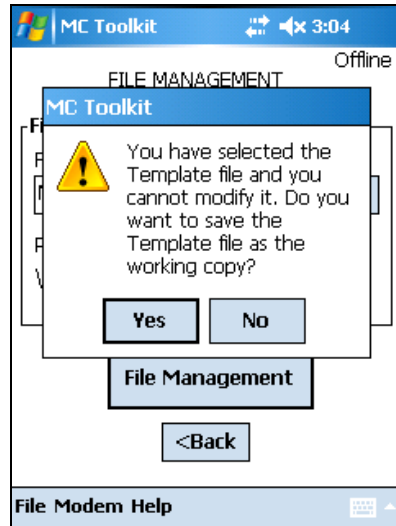 MC Toolkit 3:04
Offline
FILE MANAGEMENT
MC Toolkit
You have selected the
Template file and you
cannot modify it. Do you
want to save the
Template file as the
working copy?
Yes No
File Management
<Back
File Modem Help